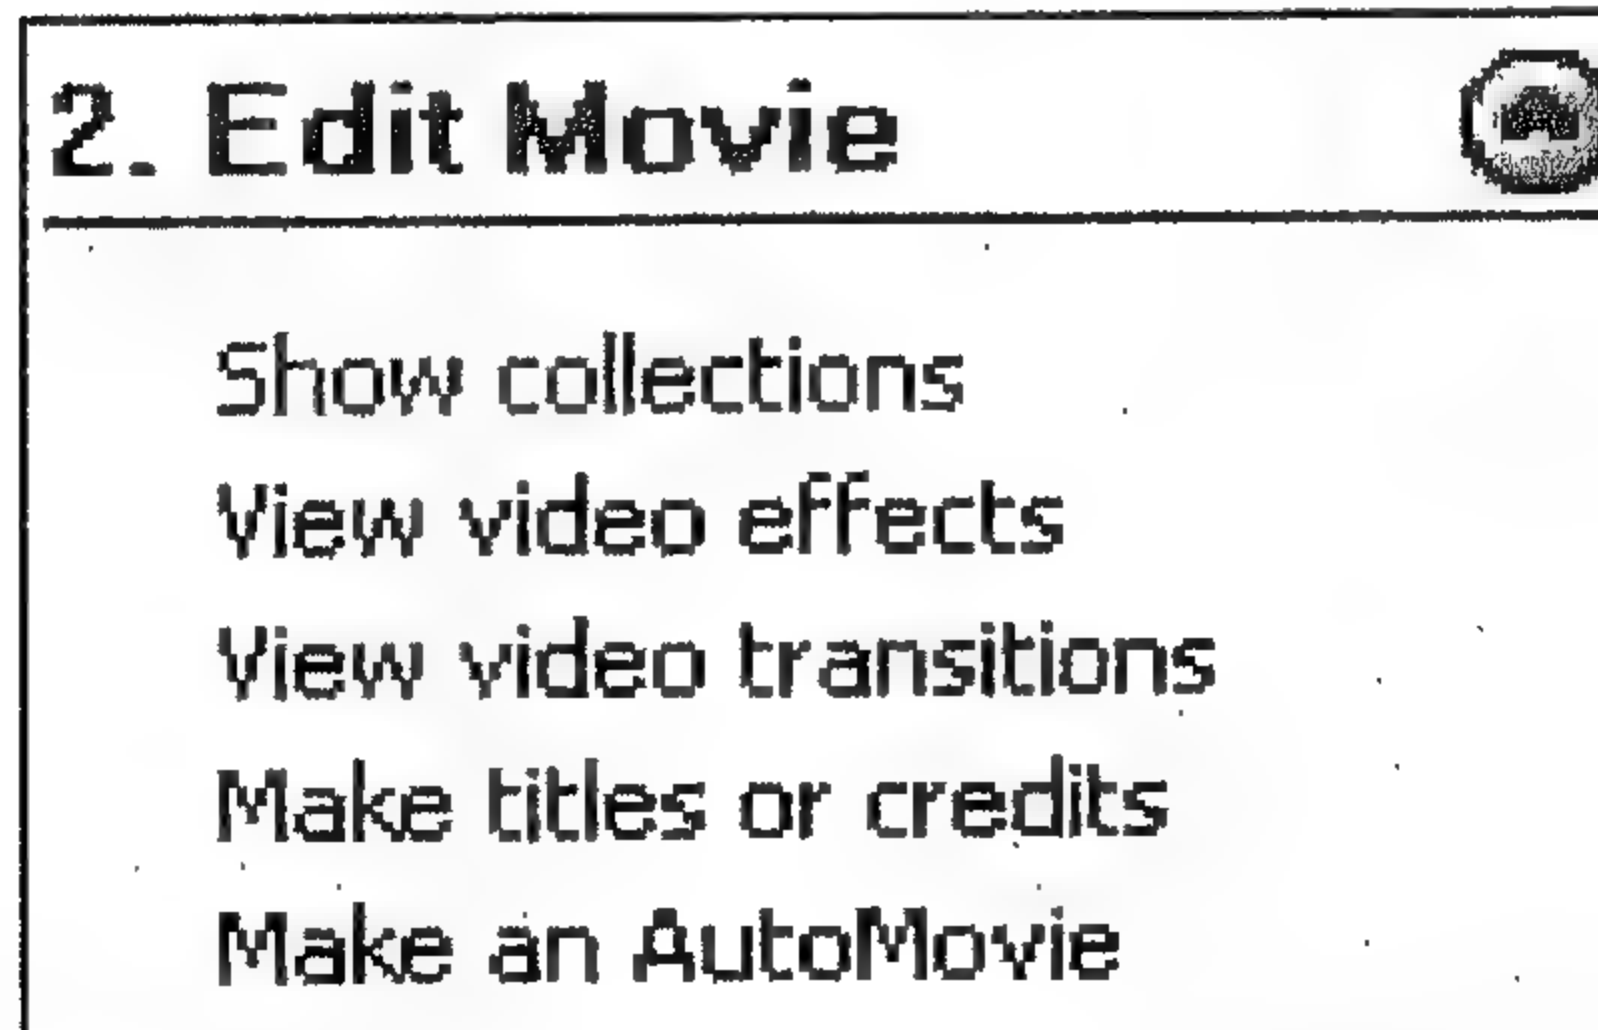 2. Edit Movie
Show collections
View video effects
View video transitions
Make titles or credits
Make an AutoMovie